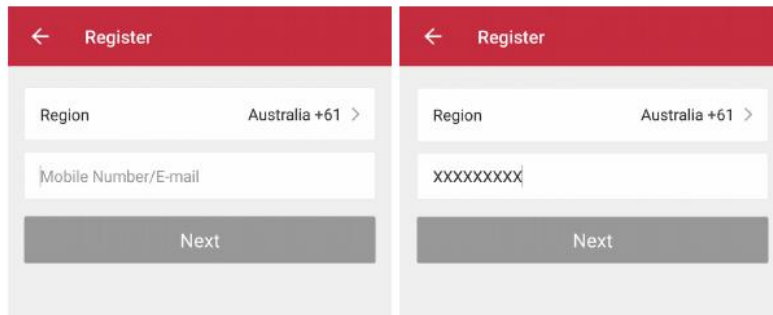 ← Register
Region Australia +61 >
Mobile Number/E-mail
Next
← Register
Region Australia +61 >
XXXXXXXXX
Next